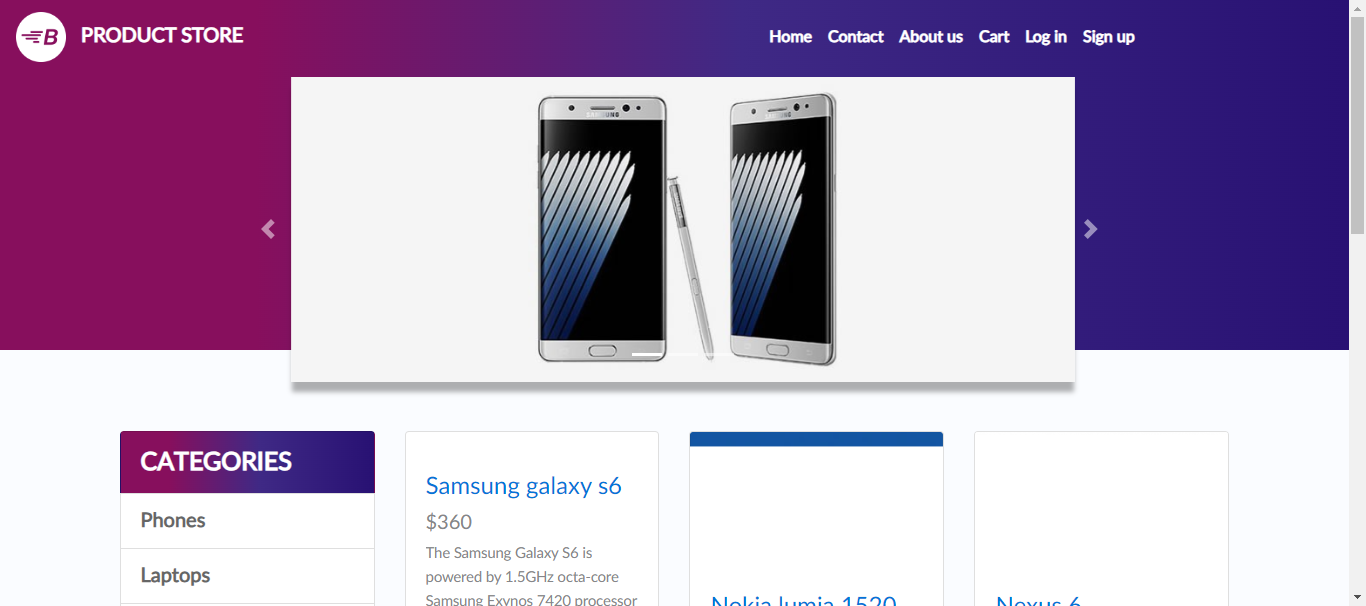 B PRODUCT STORE
Home Contact About us Cart Log in Sign up
SAMSUNG
SAMSUNG
CATEGORIES
Phones
Laptops
Samsung galaxy s6
$360
The Samsung Galaxy S6 is
powered by 1.5GHz octa-core
Samsung Exynos 7420 processor
Nokia lumia 1520
Nexus 6